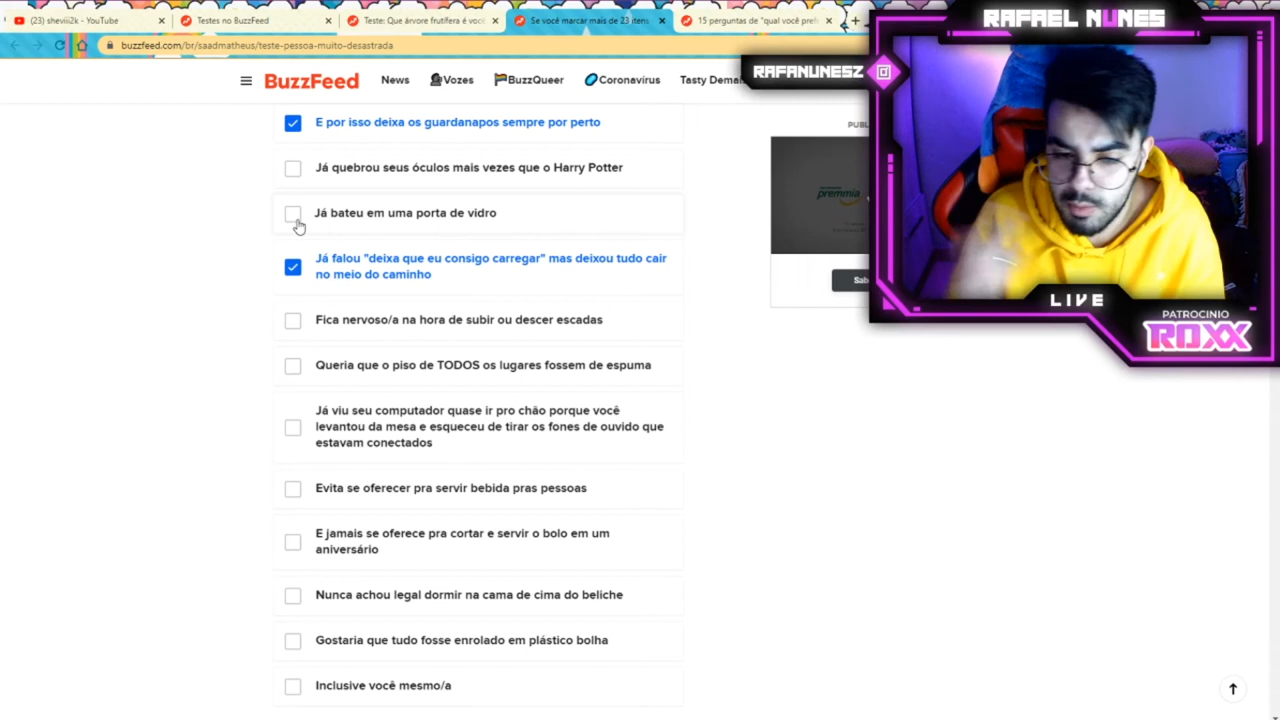 (23) sheviii2k - YouTube
Testes no BuzzFeed
Teste: Que árvore frutífera é você
Se você marcar mais de 23 itens
15 perguntas de "qual você pref
buzzfeed.com/br/saadmatheus/teste-pessoa-muito-desastrada
BuzzFeed
News
Vozes
BuzzQueer
Coronavírus
Tasty Demais
E por isso deixa os guardanapos sempre por perto
Já quebrou seus óculos mais vezes que o Harry Potter
Já bateu em uma porta de vidro
Já falou "deixa que eu consigo carregar" mas deixou tudo cair
no meio do caminho
Fica nervoso/a na hora de subir ou descer escadas
Queria que o piso de TODOS os lugares fossem de espuma
Já viu seu computador quase ir pro chão porque você
levantou da mesa e esqueceu de tirar os fones de ouvido que
estavam conectados
Evita se oferecer pra servir bebida pras pessoas
E jamais se oferece pra cortar e servir o bolo em um
aniversário
Nunca achou legal dormir na cama de cima do beliche
Gostaria que tudo fosse enrolado em plástico bolha
Inclusive você mesmo/a
PUBL
premmia
Sab
RAFAEL NUNES
RAFANUNESZ
LIVE
PATROCINIO
ROXX